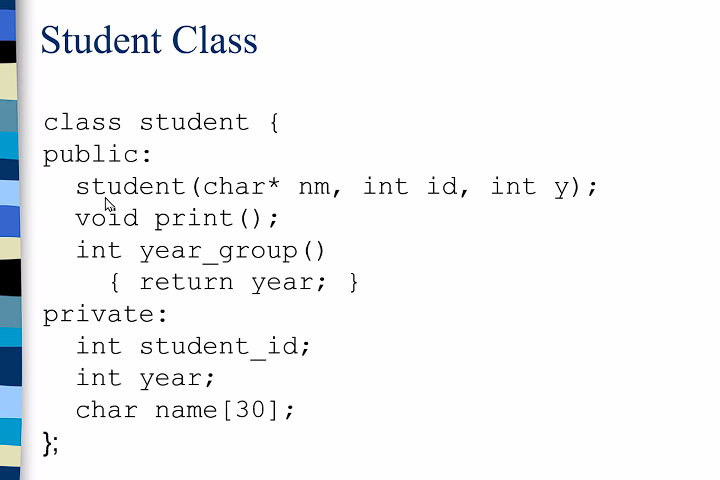 Student Class
class student {
public:
student(char* nm, int id, int y);
void print();
int year_group()
{ return year; }
private:
int student_id;
int year;
char name[30];
};